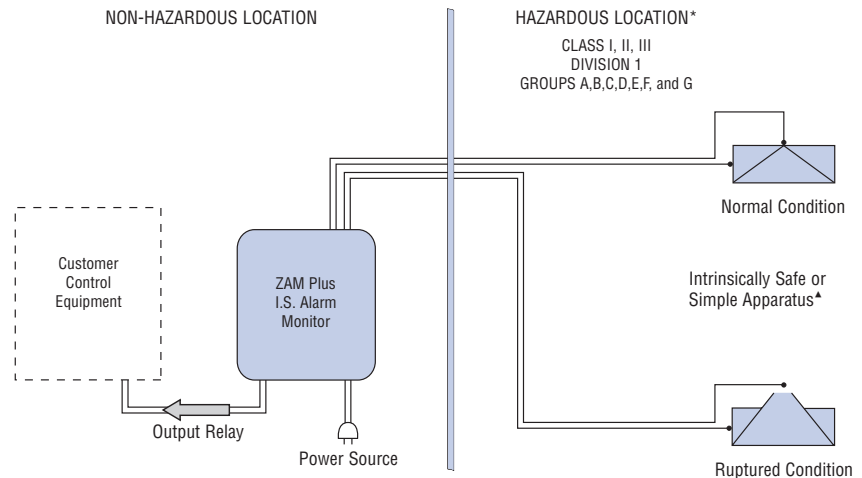 NON-HAZARDOUS LOCATION
HAZARDOUS LOCATION*
CLASS I, II, III
DIVISION 1
GROUPS A,B,C,D,E,F, and G
Normal Condition
Customer
Control
Equipment
ZAM Plus
I.S. Alarm
Monitor
Intrinsically Safe or
Simple Apparatus▲
Output Relay
Power Source
Ruptured Condition